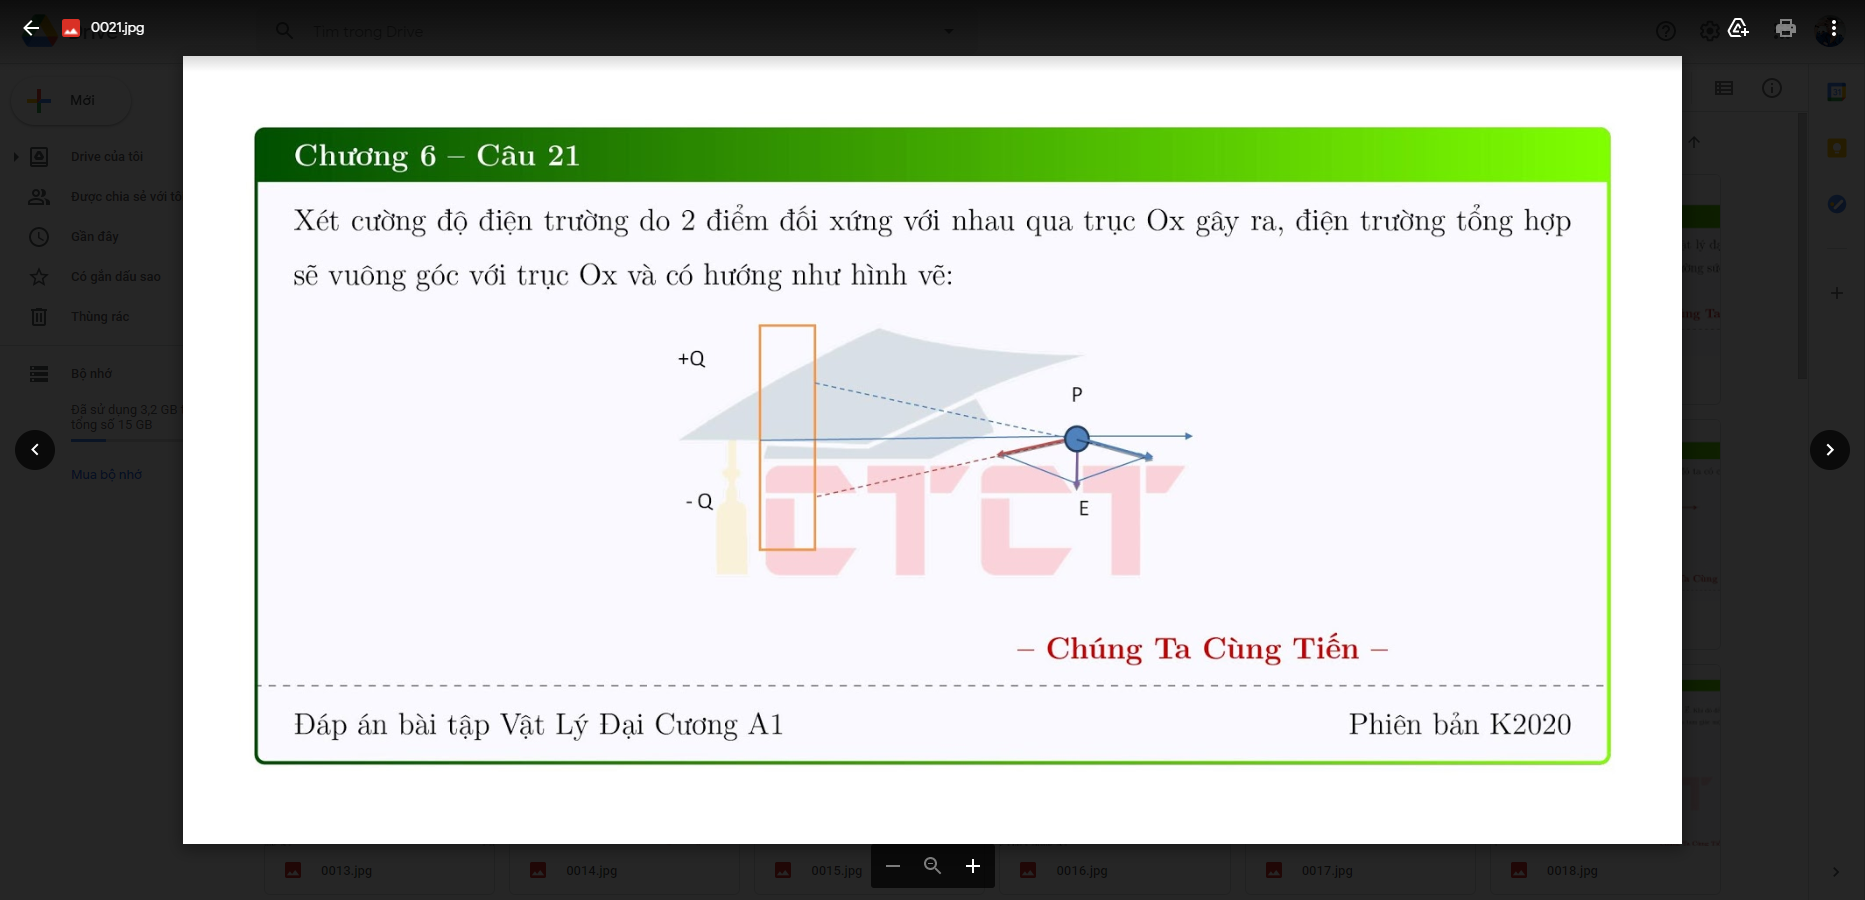 0021.jpg
Tìm trong Drive
Mới
Drive của tôi
Được chia sẻ với tô
Gần đây
Có gắn dấu sao
Thùng rác
Bộ nhớ
Đã sử dụng 3,2 GB
tổng số 15 GB
Mua bộ nhớ
Chương 6 – Câu 21
Xét cường độ điện trường do 2 điểm đối xứng với nhau qua trục Ox gây ra, điện trường tổng hợp
sẽ vuông góc với trục Ox và có hướng như hình vẽ:
+Q
P
- Q
E
CTCT
– Chúng Ta Cùng Tiến –
Đáp án bài tập Vật Lý Đại Cương A1
Phiên bản K2020
0013.jpg
0014.jpg
0015.jpg
0016.jpg
0017.jpg
0018.jpg